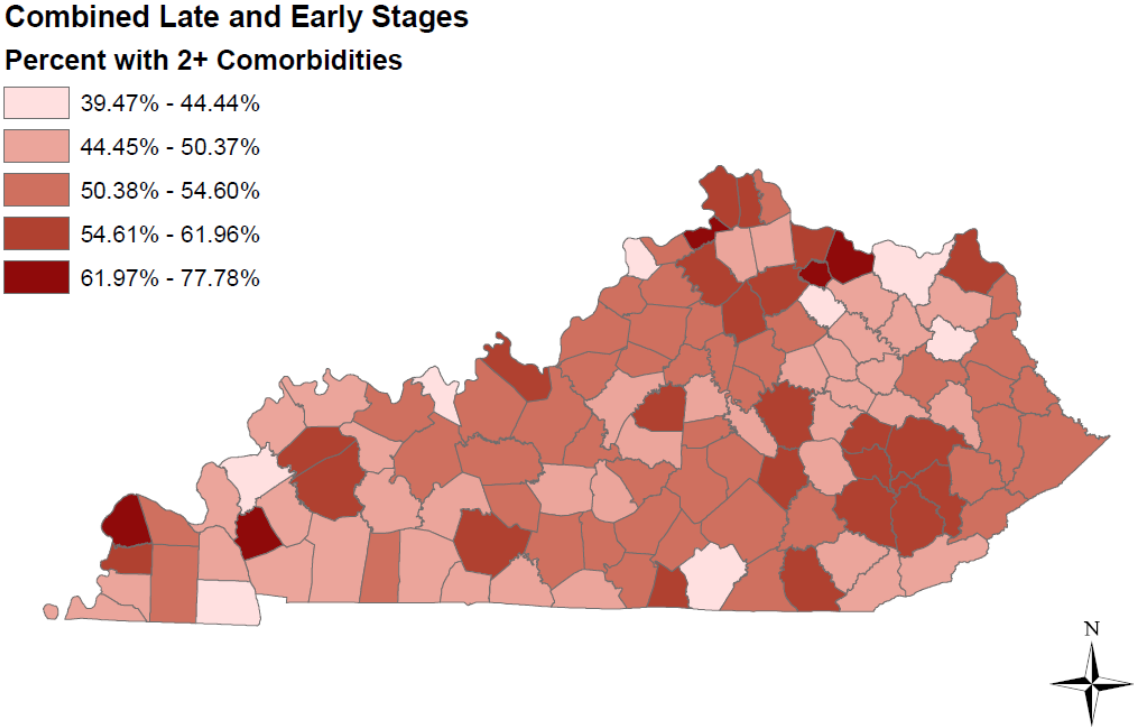 Combined Late and Early Stages
Percent with 2+ Comorbidities
39.47% - 44.44%
44.45% - 50.37%
50.38% - 54.60%
54.61% - 61.96%
61.97% - 77.78%
N